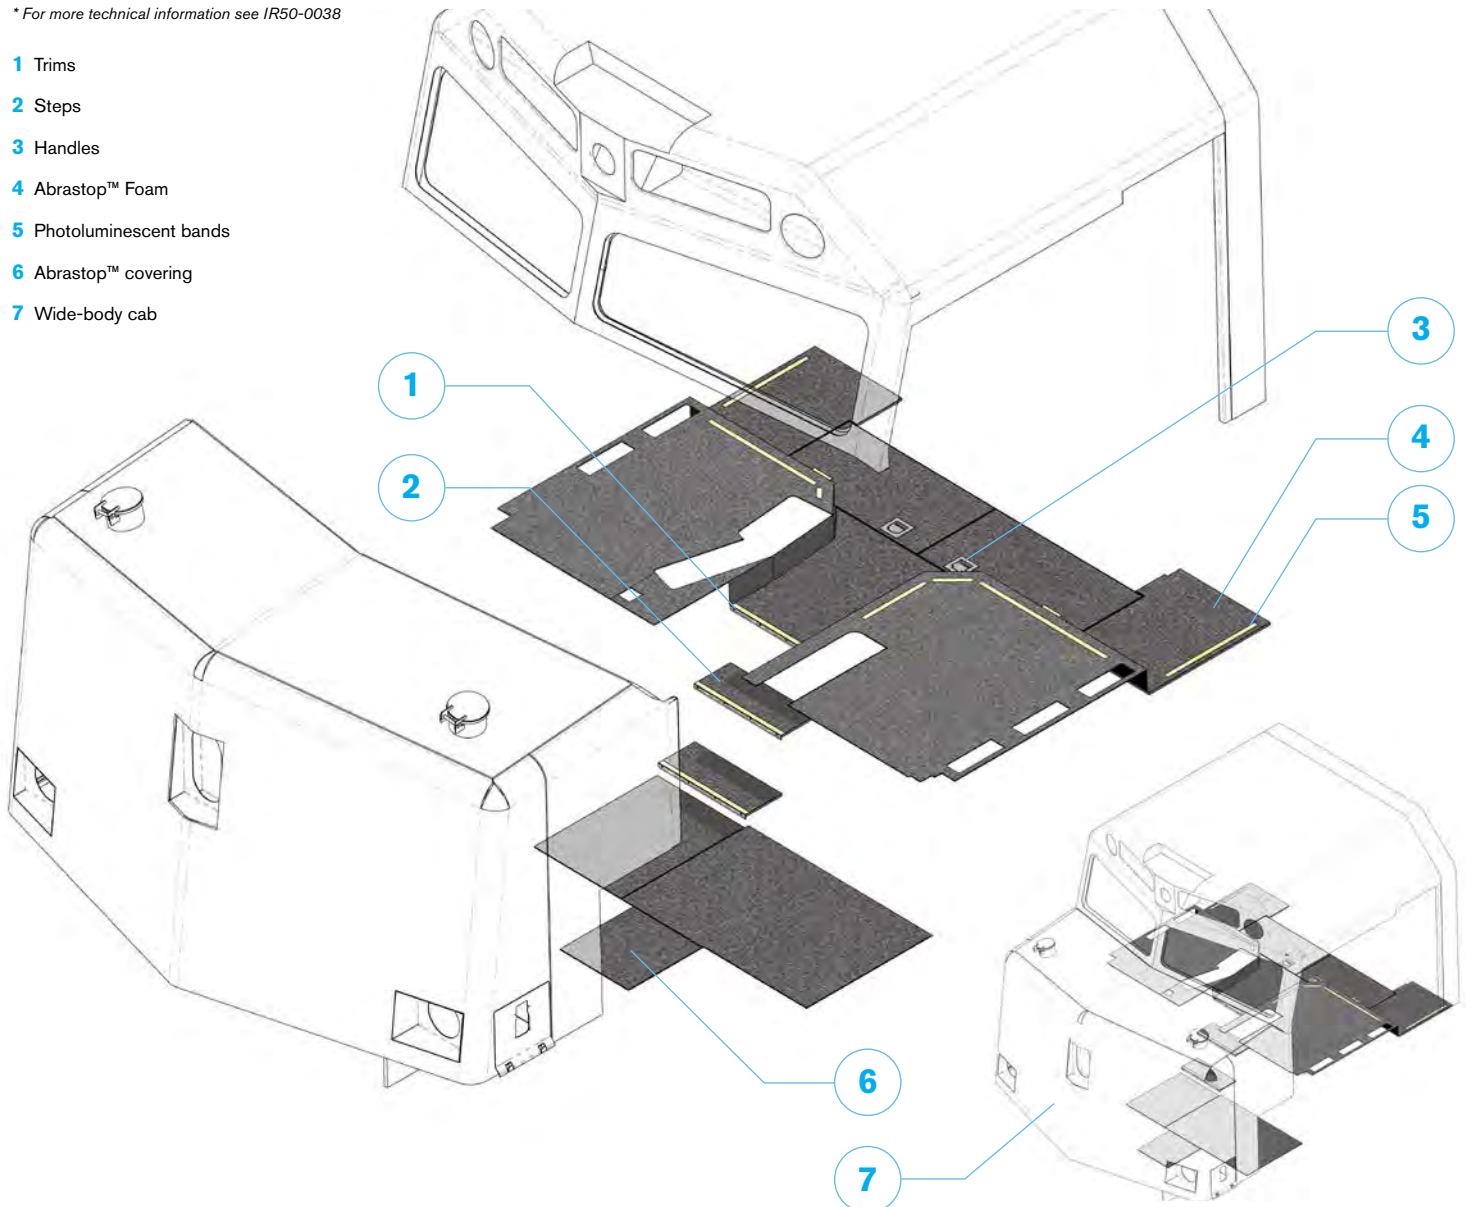 * For more technical information see IR50-0038
1 Trims
2 Steps
3 Handles
4 Abrastop™ Foam
5 Photoluminescent bands
6 Abrastop™ covering
7 Wide-body cab
3
1
4
2
5
6
7